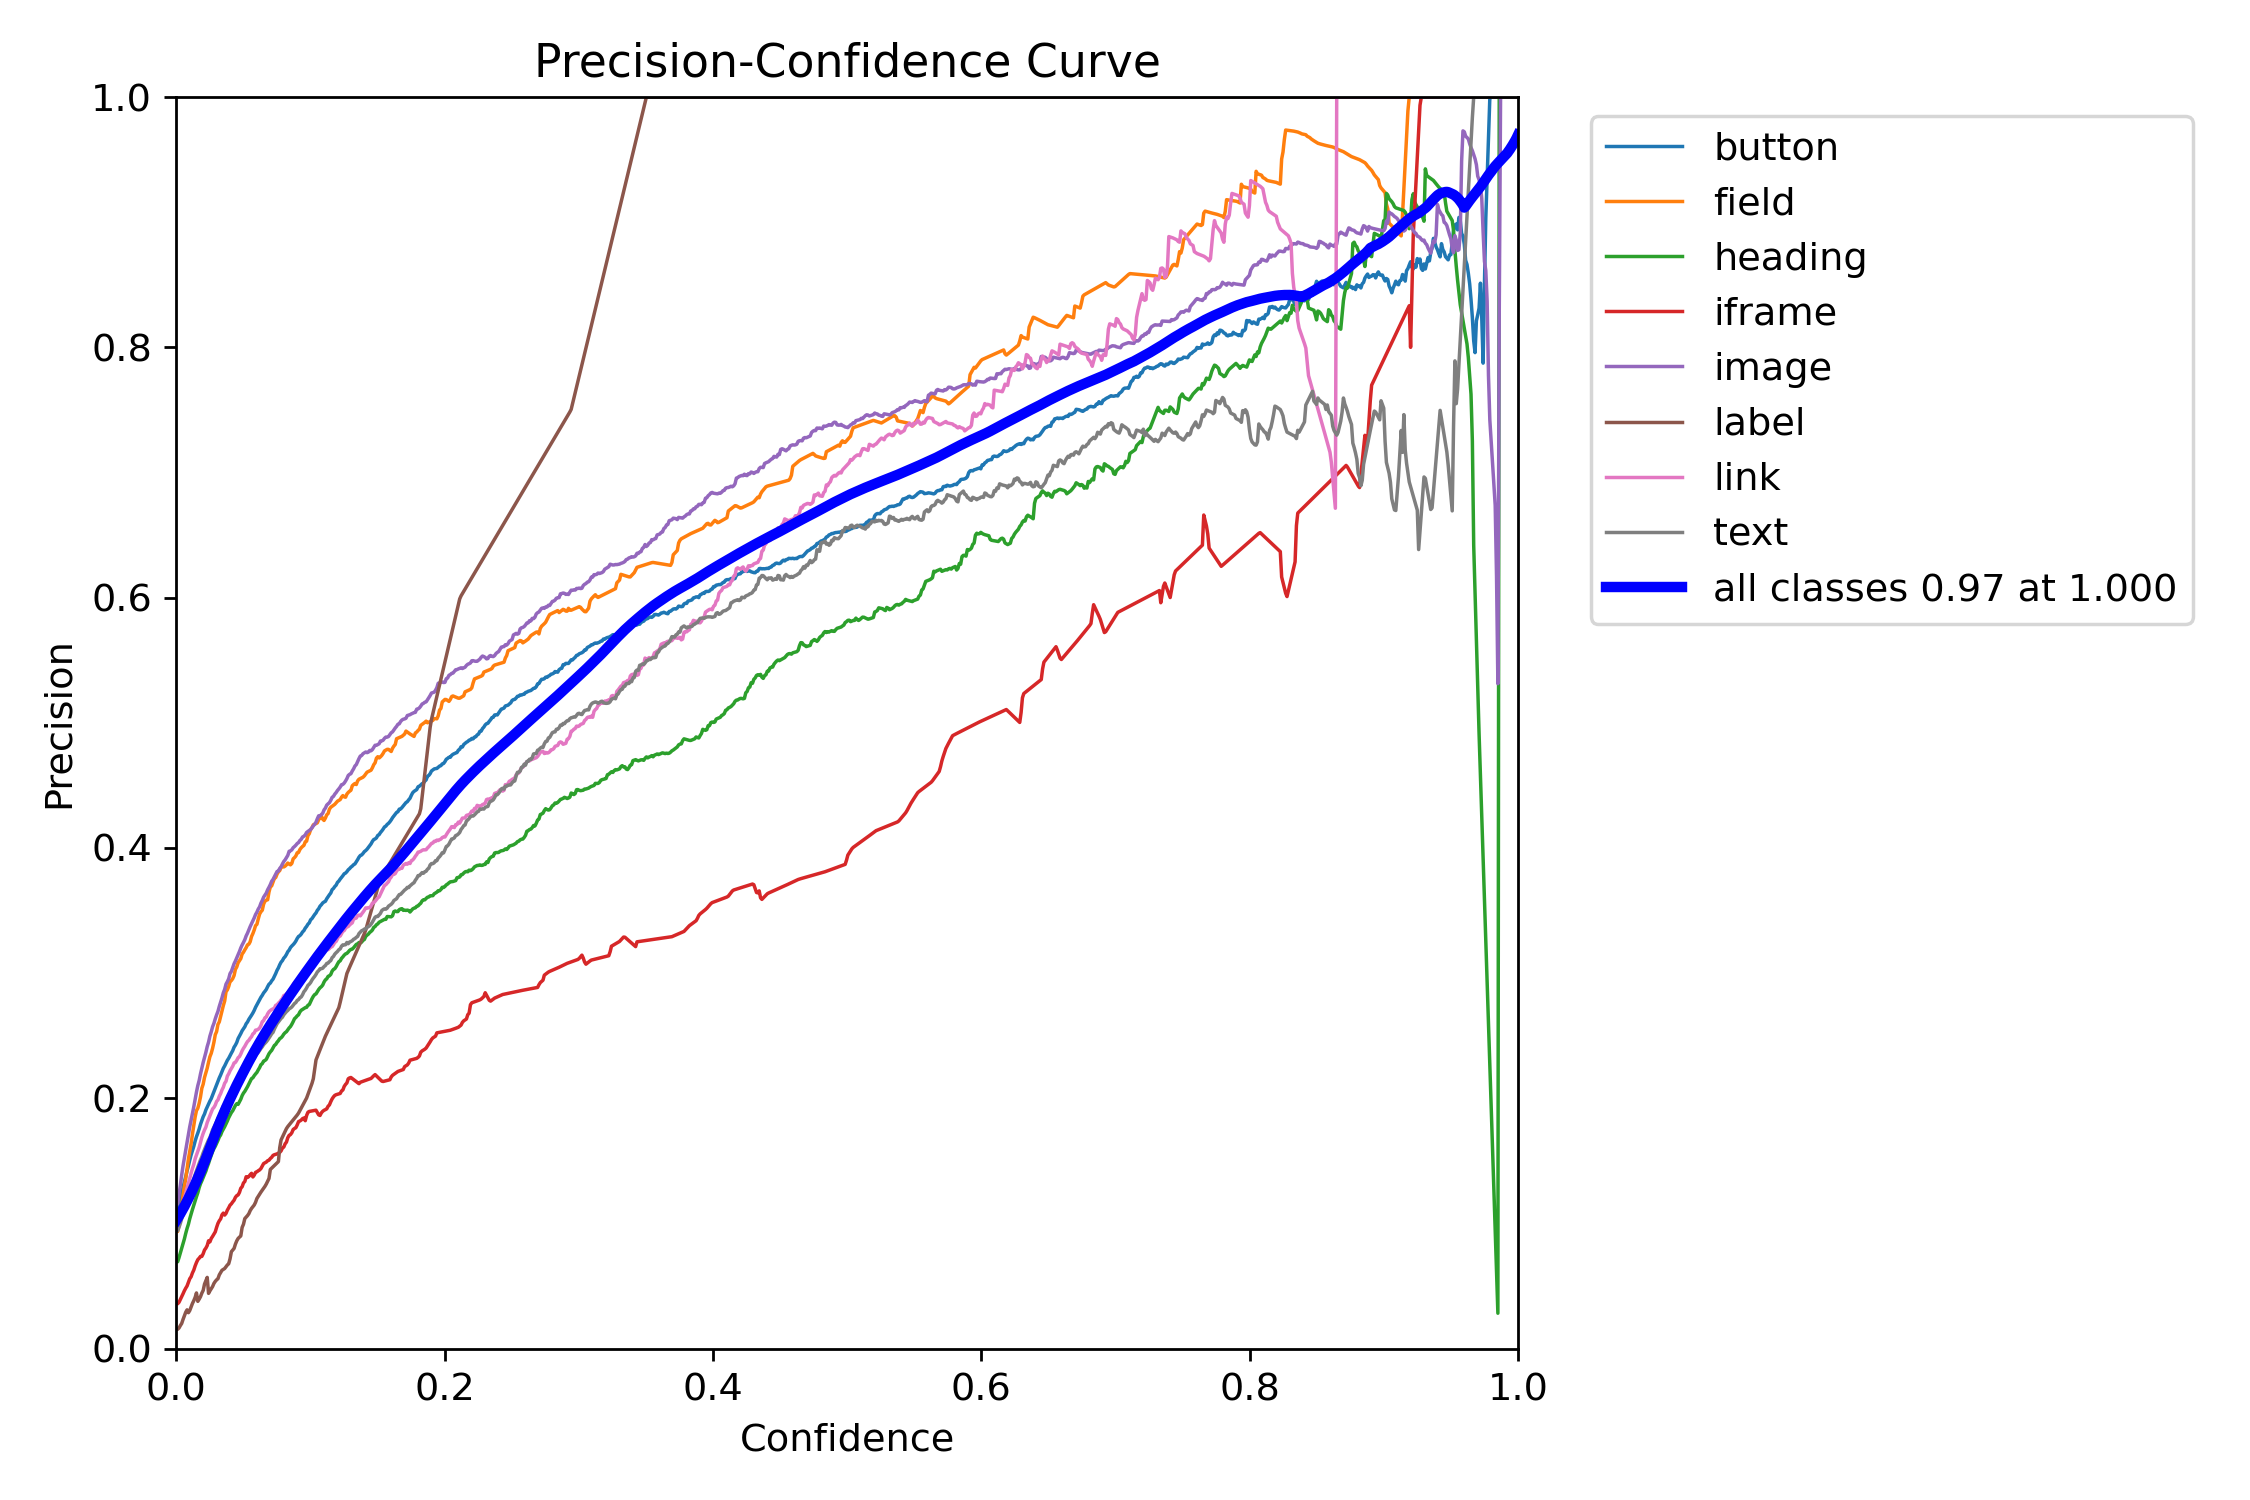 Precision-Confidence Curve
1.0
0.8
0.6
0.4
0.2
0.0
Precision
0.0 0.2 0.4 0.6 0.8 1.0
Confidence
button
field
heading
iframe
image
label
link
text
all classes 0.97 at 1.000